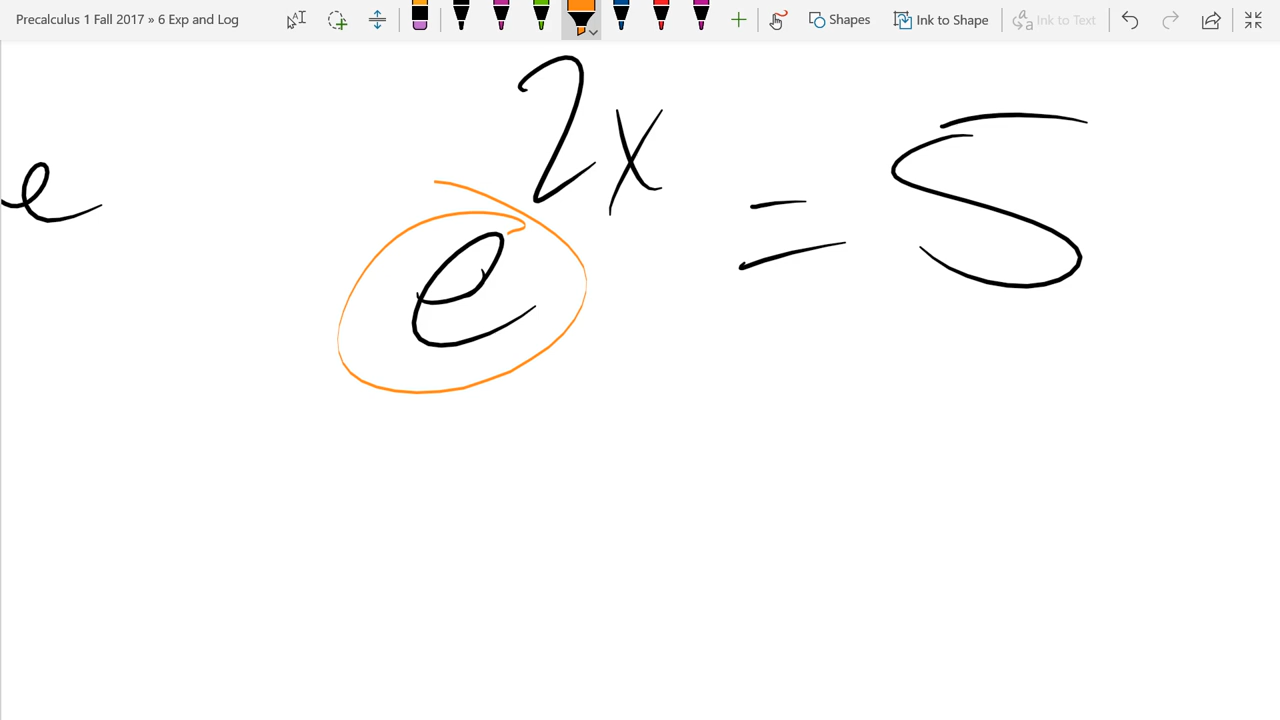 Precalculus 1 Fall 2017 » 6 Exp and Log Shapes Ink to Shape Ink to Text
e e^{2x} = 5